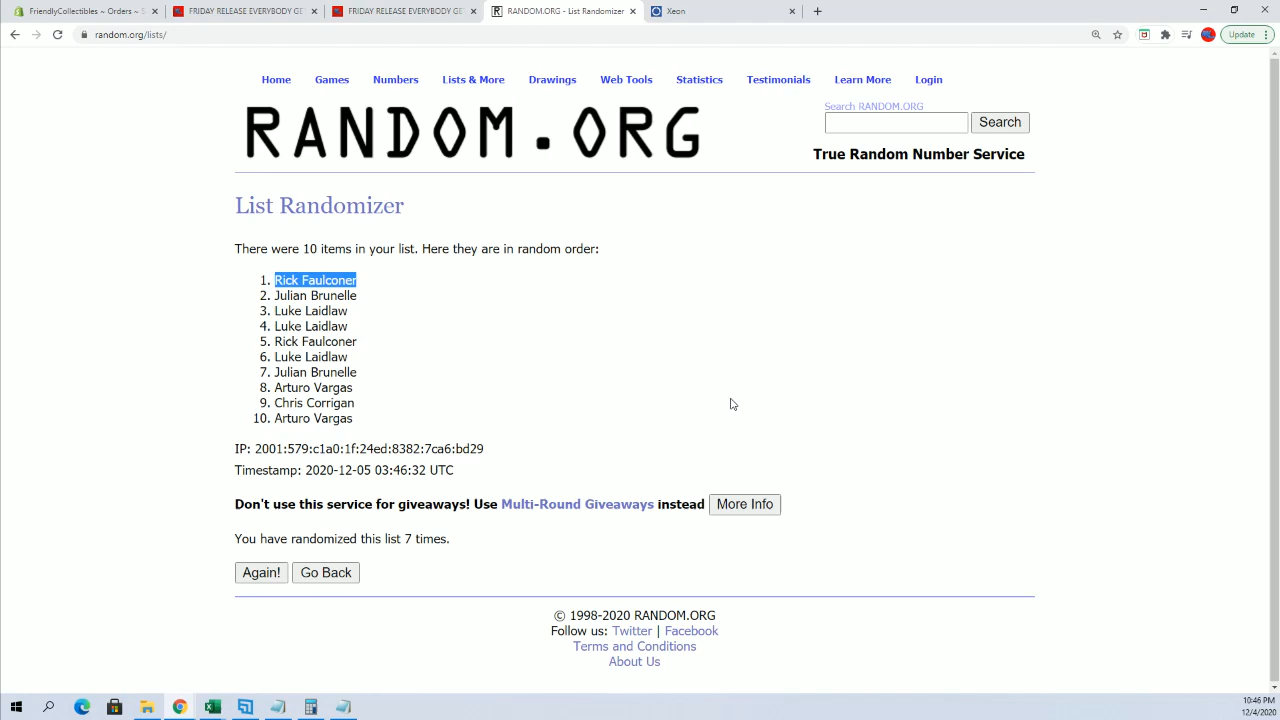 FriendlyCollectibles ~ Orders ~ S
FRIDAY RELEASE EVERYBODY GET
FRIDAY RELEASE EVERYBODY GET
RANDOM.ORG - List Randomizer
Xeon
random.org/lists/
Update
Home Games Numbers Lists & More Drawings Web Tools Statistics Testimonials Learn More Login
RANDOM.ORG
Search RANDOM.ORG
Search
True Random Number Service
List Randomizer
There were 10 items in your list. Here they are in random order:
1. Rick Faulconer
2. Julian Brunelle
3. Luke Laidlaw
4. Luke Laidlaw
5. Rick Faulconer
6. Luke Laidlaw
7. Julian Brunelle
8. Arturo Vargas
9. Chris Corrigan
10. Arturo Vargas
IP: 2001:579:c1a0:1f:24ed:8382:7ca6:bd29
Timestamp: 2020-12-05 03:46:32 UTC
Don't use this service for giveaways! Use Multi-Round Giveaways instead More Info
You have randomized this list 7 times.
Again! Go Back
© 1998-2020 RANDOM.ORG
Follow us: Twitter | Facebook
Terms and Conditions
About Us
10:46 PM
12/4/2020